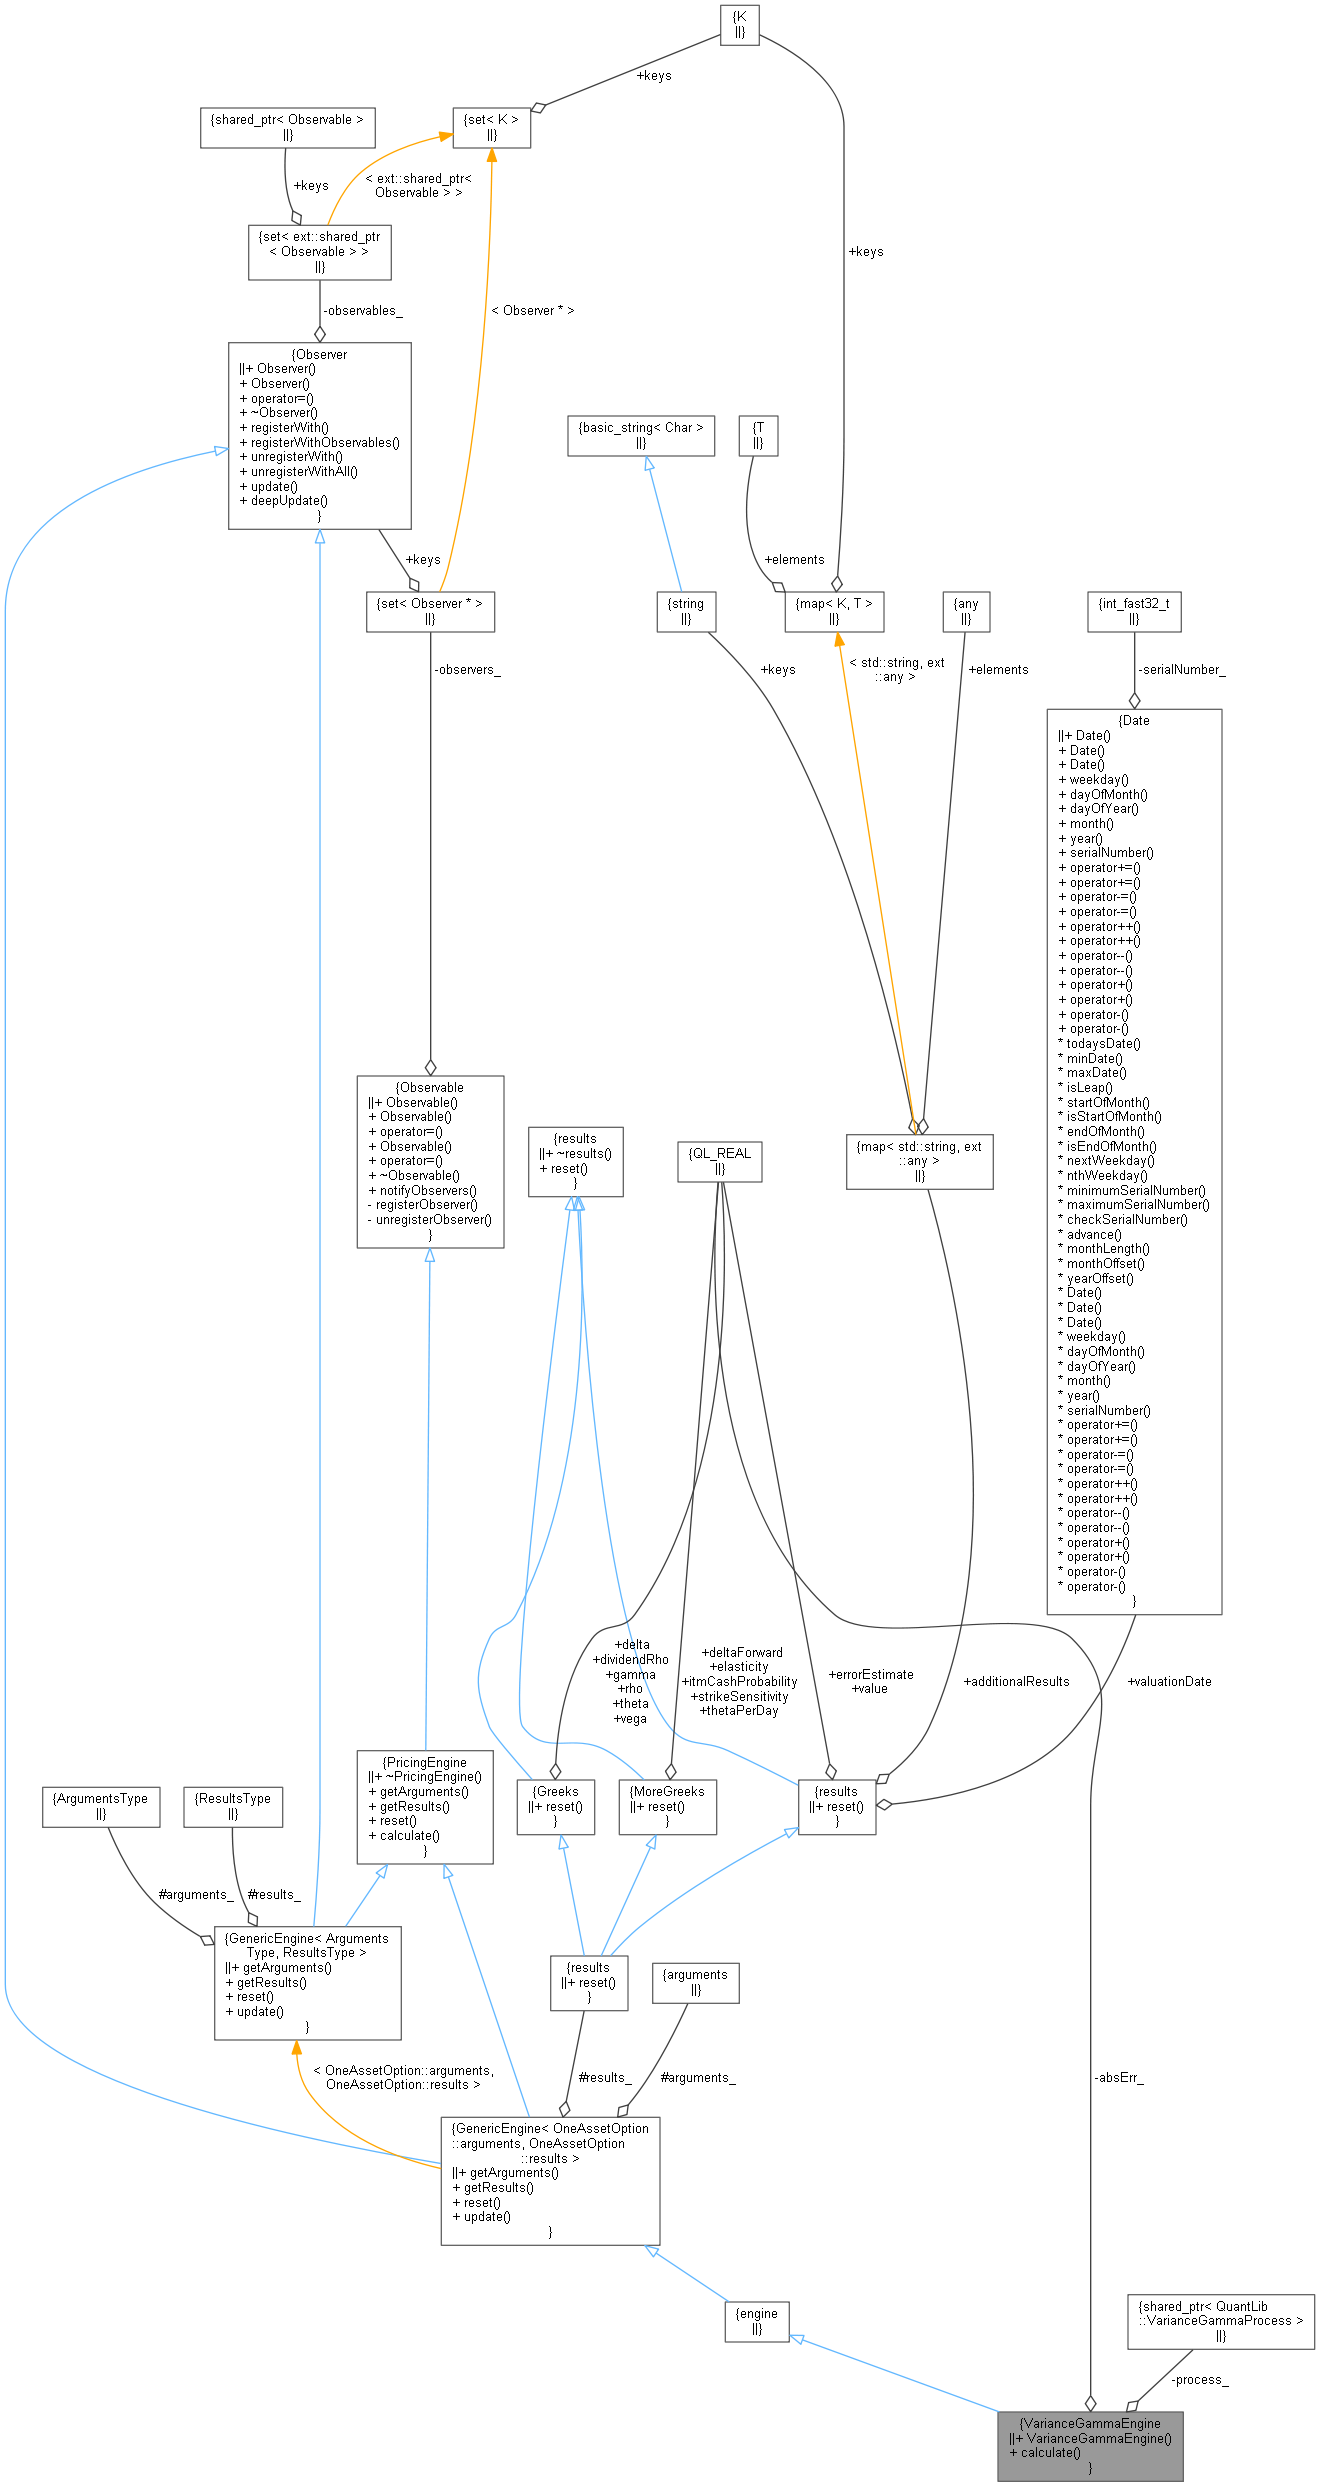 {K
||}
+keys
{shared_ptr< Observable >
||}
{set< K >
||}
+keys
< ext::shared_ptr<
Observable > >
{set< ext::shared_ptr
< Observable > >
||}
+keys
-observables_
< Observer * >
{Observer
||+ Observer()
+ Observer()
+ operator=()
+ ~Observer()
+ registerWith()
+ registerWithObservables()
+ unregisterWith()
+ unregisterWithAll()
+ update()
+ deepUpdate()
}
{basic_string< Char >
||}
{T
||}
+keys
+elements
{set< Observer * >
||}
{string
||}
{map< K, T >
||}
{any
||}
{int_fast32_t
||}
-observers_
+keys
< std::string, ext
::any >
+elements
-serialNumber_
{Date
||+ Date()
+ Date()
+ Date()
+ weekday()
+ dayOfMonth()
+ dayOfYear()
+ month()
+ year()
+ serialNumber()
+ operator+=()
+ operator+=()
+ operator-=()
+ operator-=()
+ operator++()
+ operator++()
+ operator--()
+ operator--()
+ operator+()
+ operator+()
+ operator-()
+ operator-()
* todaysDate()
* minDate()
* maxDate()
* isLeap()
* startOfMonth()
* isStartOfMonth()
* endOfMonth()
* isEndOfMonth()
* nextWeekday()
* nthWeekday()
* minimumSerialNumber()
* maximumSerialNumber()
* checkSerialNumber()
* advance()
* monthLength()
* monthOffset()
* yearOffset()
* Date()
* Date()
* Date()
* weekday()
* dayOfMonth()
* dayOfYear()
* month()
* year()
* serialNumber()
* operator+=()
* operator+=()
* operator-=()
* operator-=()
* operator++()
* operator++()
* operator--()
* operator--()
* operator+()
* operator+()
* operator-()
* operator-()
}
{Observable
||+ Observable()
+ Observable()
+ operator=()
+ Observable()
+ operator=()
+ ~Observable()
+ notifyObservers()
- registerObserver()
- unregisterObserver()
}
{results
||+ ~results()
+ reset()
}
{QL_REAL
||}
{map< std::string, ext
::any >
||}
+delta
+dividendRho
+gamma
+rho
+theta
+vega
+deltaForward
+elasticity
+itmCashProbability
+strikeSensitivity
+thetaPerDay
+errorEstimate
+value
+additionalResults
+valuationDate
{PricingEngine
||+ ~PricingEngine()
+ getArguments()
+ getResults()
+ reset()
+ calculate()
}
{ArgumentsType
||}
{ResultsType
||}
{Greeks
||+ reset()
}
{MoreGreeks
||+ reset()
}
{results
||+ reset()
}
#arguments_
#results_
{GenericEngine< Arguments
Type, ResultsType >
||+ getArguments()
+ getResults()
+ reset()
+ update()
}
{results
||+ reset()
}
{arguments
||}
< OneAssetOption::arguments,
OneAssetOption::results >
#results_
#arguments_
-absErr_
{GenericEngine< OneAssetOption
::arguments, OneAssetOption
::results >
||+ getArguments()
+ getResults()
+ reset()
+ update()
}
{engine
||}
{shared_ptr< QuantLib
::VarianceGammaProcess >
||}
-process_
{VarianceGammaEngine
||+ VarianceGammaEngine()
+ calculate()
}